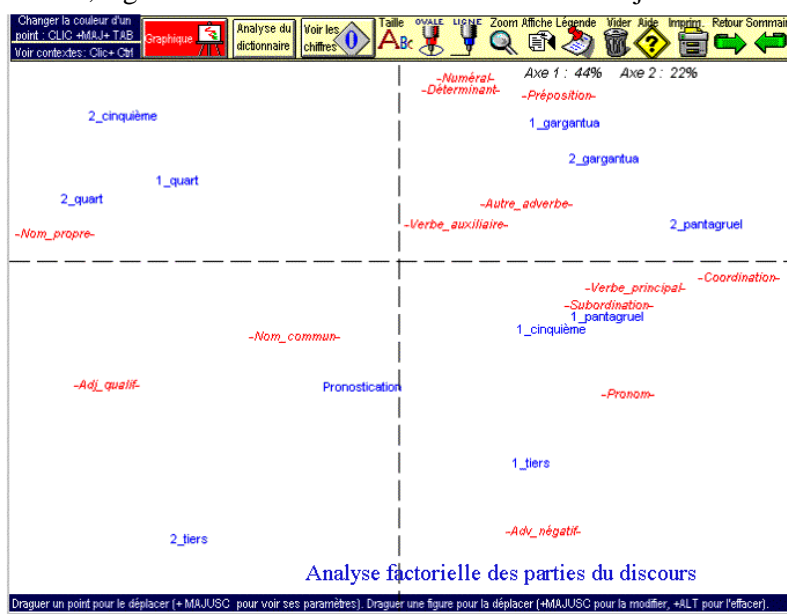 Changer la couleur d'un
point : CLIC +MAJ+ TAB
Voir contextes: Clic+ Ctrl
Graphique
Analyse du
dictionnaire
Voir les
chiffres
0
Taille
ABc
OVALE
LIGNE
Zoom
Affiche
Légende
Vider
Aide
?
Imprim.
Retour
Sommair
Axe 1 : 44% Axe 2 : 22%
-Numéral-
-Déterminant-
-Préposition-
2_cinquième
1_gargantua
2_gargantua
1_quart
2_quart
-Autre_adverbe-
-Verbe_auxiliaire-
2_pantagruel
-Nom_propre-
-Coordination-
-Verbe_principal-
-Subordination-
1_pantagruel
1_cinquième
-Nom_commun-
-Adj_qualif-
Pronostication
-Pronom-
1_tiers
-Adv_négatif-
2_tiers
Analyse factorielle des parties du discours
Draguer un point pour le déplacer (+ MAJUSC pour voir ses paramètres). Draguer une figure pour la déplacer (+MAJUSC pour la modifier, +ALT pour l'effacer).